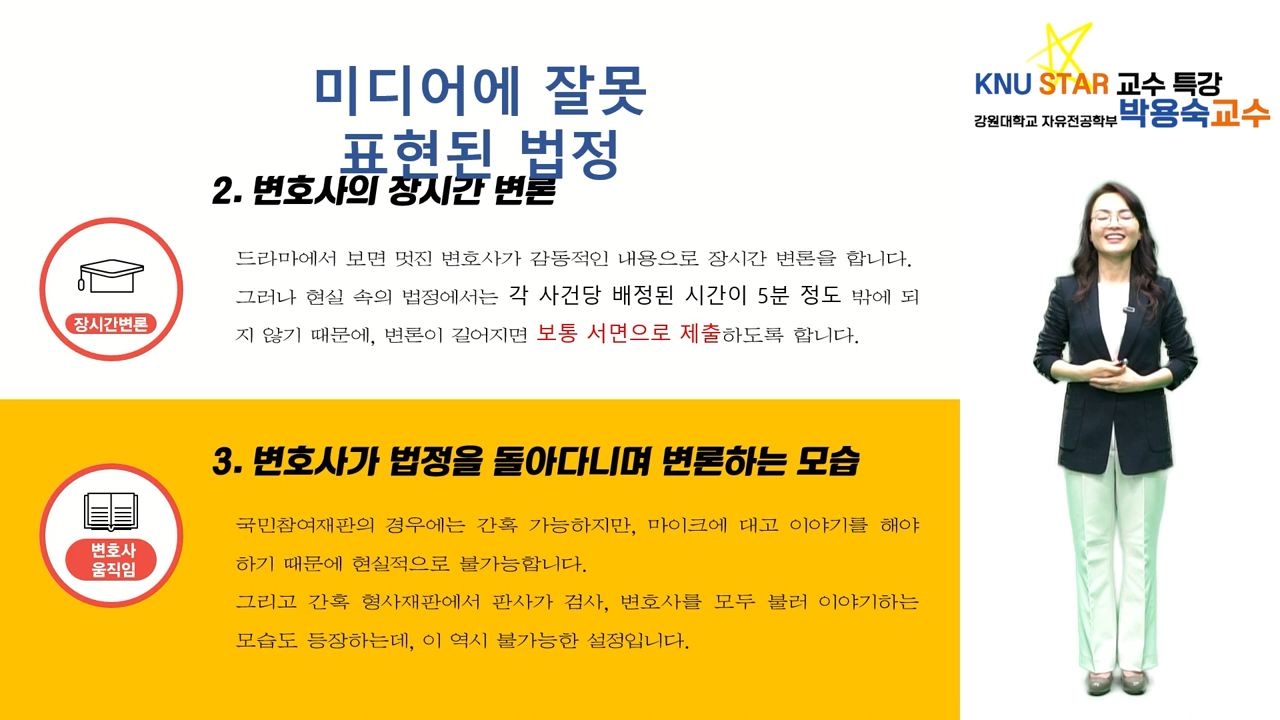 미디어에 잘못
표현된 법정
2. 변호사의 장시간 변론
장시간변론
드라마에서 보면 멋진 변호사가 감동적인 내용으로 장시간 변론을 합니다.
그러나 현실 속의 법정에서는 각 사건당 배정된 시간이 5분 정도 밖에 되
지 않기 때문에, 변론이 길어지면 보통 서면으로 제출하도록 합니다.
3. 변호사가 법정을 돌아다니며 변론하는 모습
변호사
움직임
국민참여재판의 경우에는 간혹 가능하지만, 마이크에 대고 이야기를 해야
하기 때문에 현실적으로 불가능합니다.
그리고 간혹 형사재판에서 판사가 검사, 변호사를 모두 불러 이야기하는
모습도 등장하는데, 이 역시 불가능한 설정입니다.
KNU STAR 교수 특강
강원대학교 자유전공학부 박용숙교수